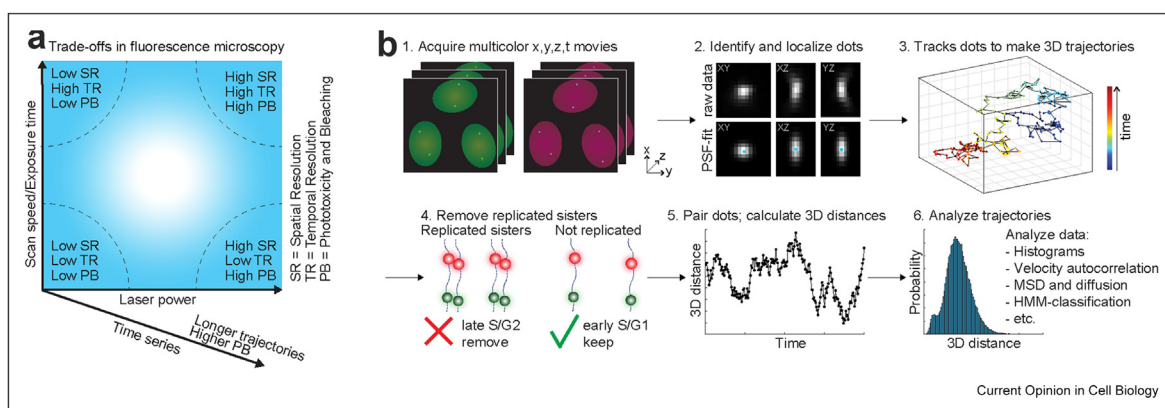 a
Trade-offs in fluorescence microscopy
Scan speed/Exposure time
Low SR
High TR
Low PB
High SR
High TR
High PB
Low SR
Low TR
Low PB
High SR
Low TR
High PB
Laser power
SR = Spatial Resolution
TR = Temporal Resolution
PB = Phototoxicity and Bleaching
Time series
Longer trajectories
Higher PB
b
1. Acquire multicolor x,y,z,t movies
x
z
y
2. Identify and localize dots
raw data
XY
XZ
YZ
PSF-fit
XY
XZ
YZ
3. Tracks dots to make 3D trajectories
time
4. Remove replicated sisters
Replicated sisters
Not replicated
late S/G2
remove
early S/G1
keep
5. Pair dots; calculate 3D distances
3D distance
Time
6. Analyze trajectories
Probability
3D distance
Analyze data:
- Histograms
- Velocity autocorrelation
- MSD and diffusion
- HMM-classification
- etc.
Current Opinion in Cell Biology